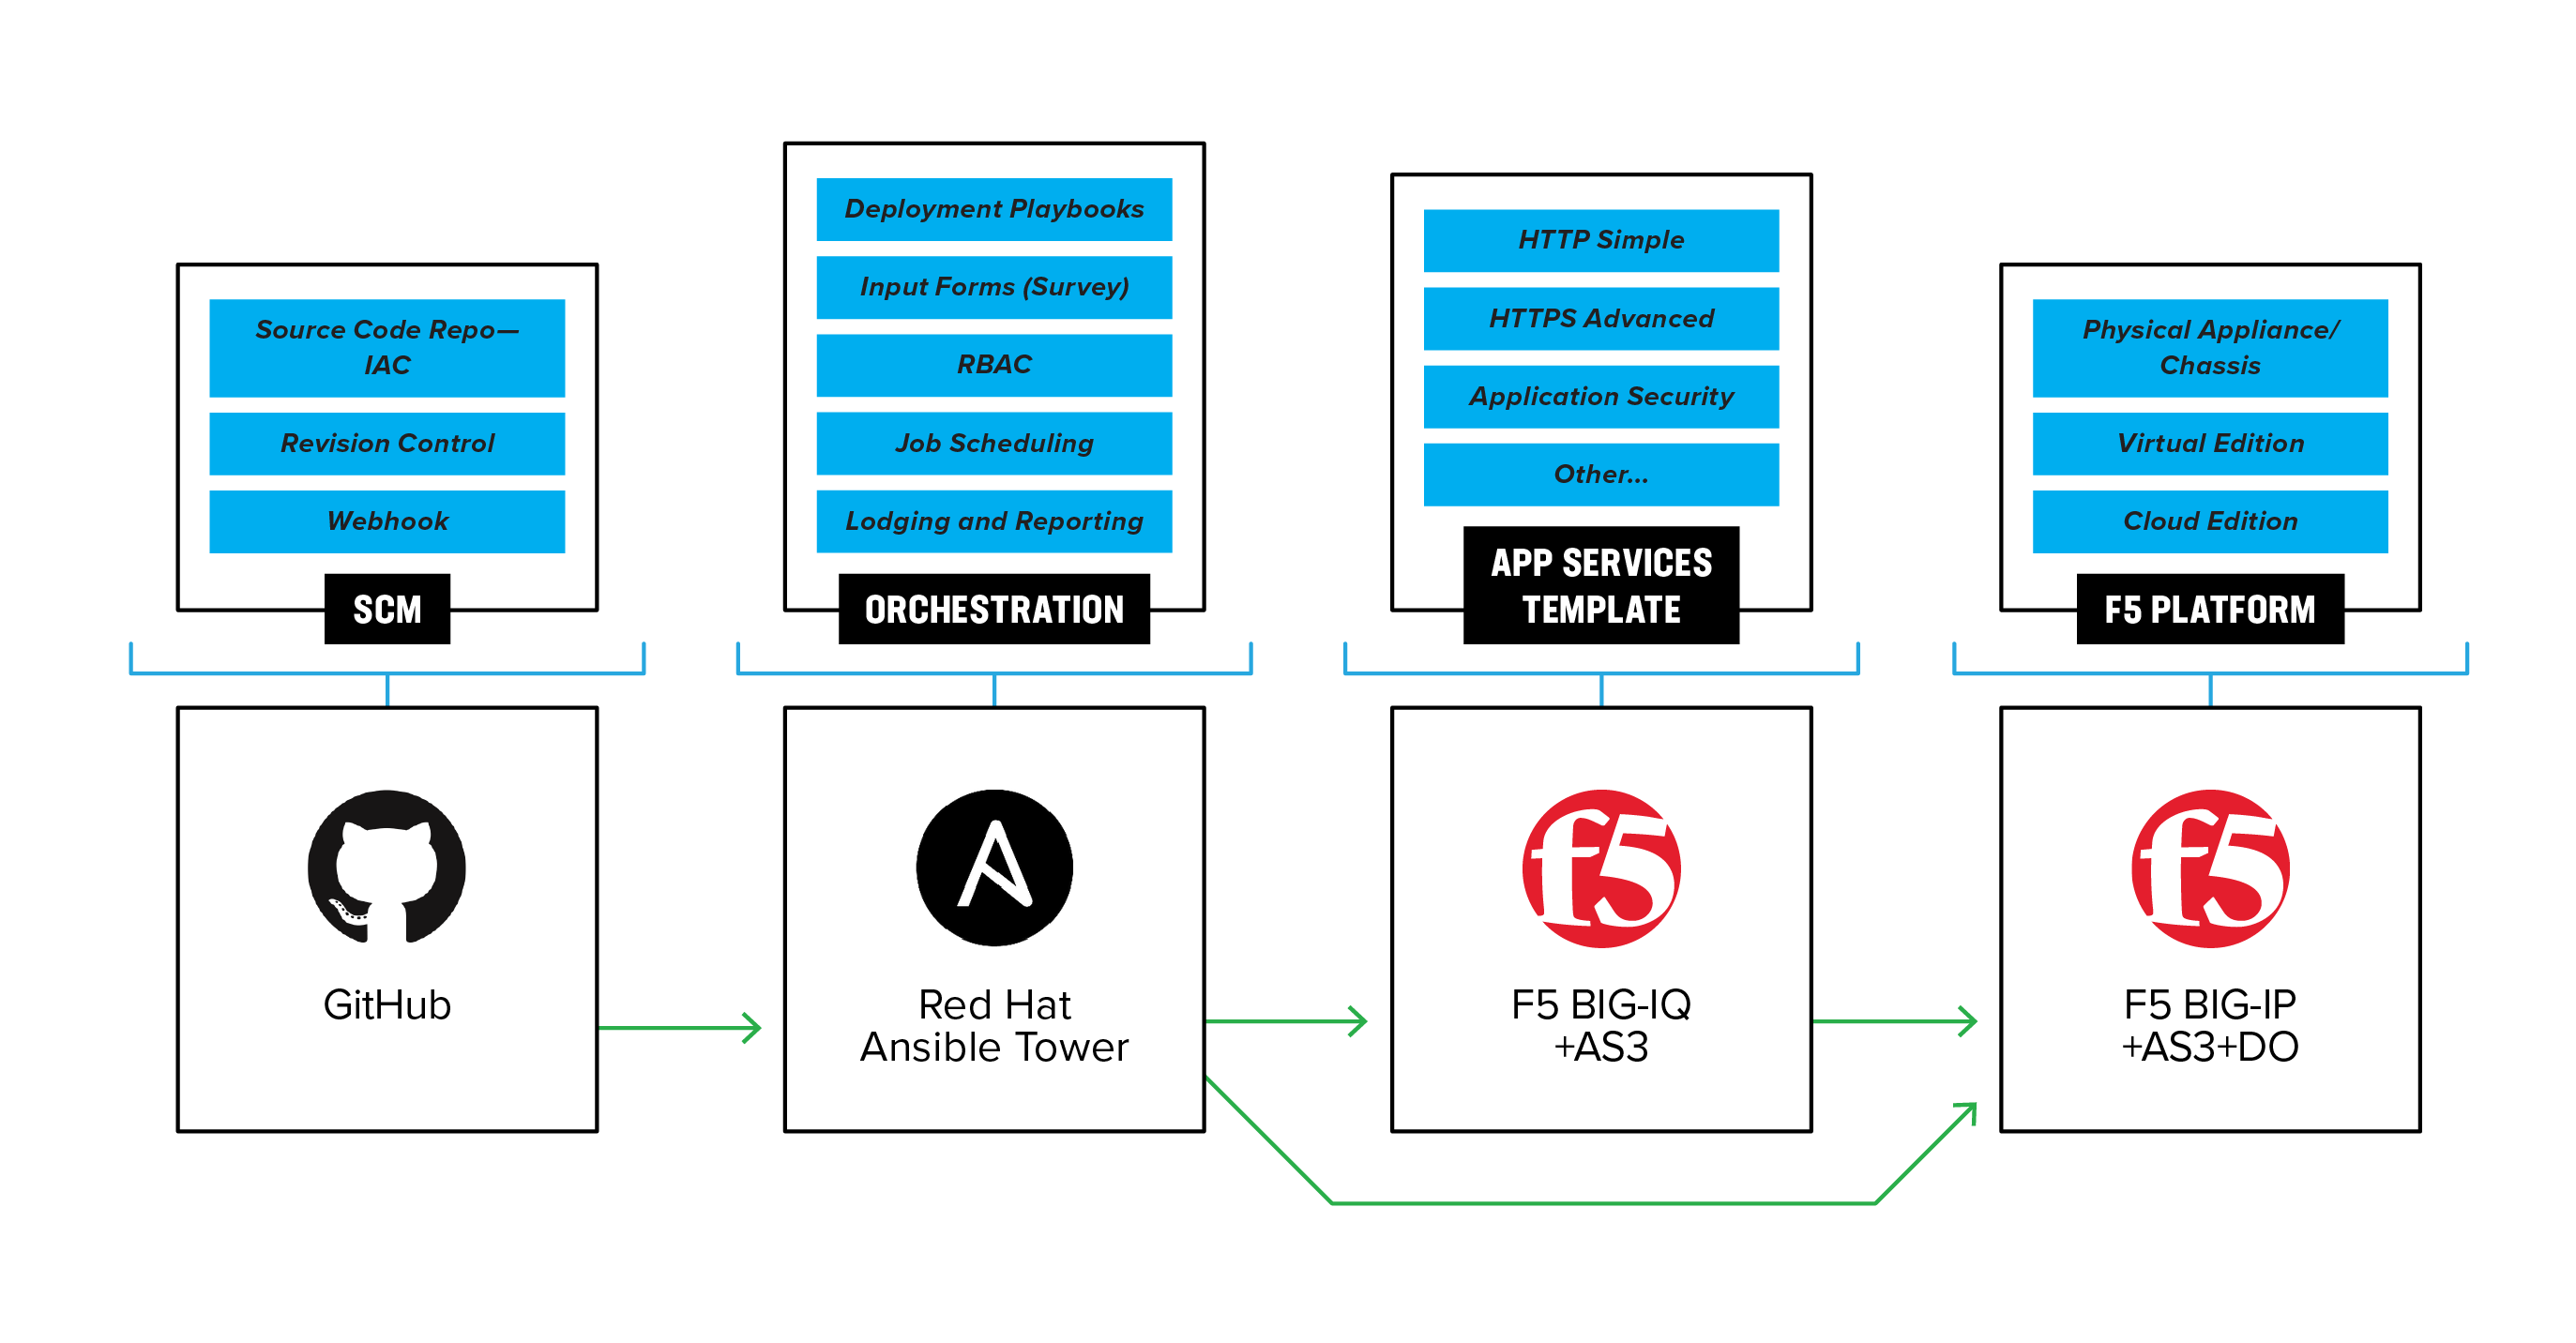 Source Code Repo—
IAC
Revision Control
Webhook
SCM
Deployment Playbooks
Input Forms (Survey)
RBAC
Job Scheduling
Lodging and Reporting
ORCHESTRATION
HTTP Simple
HTTPS Advanced
Application Security
Other...
APP SERVICES
TEMPLATE
Physical Appliance/
Chassis
Virtual Edition
Cloud Edition
F5 PLATFORM
GitHub
Red Hat
Ansible Tower
f5
F5 BIG-IQ
+AS3
f5
F5 BIG-IP
+AS3+DO